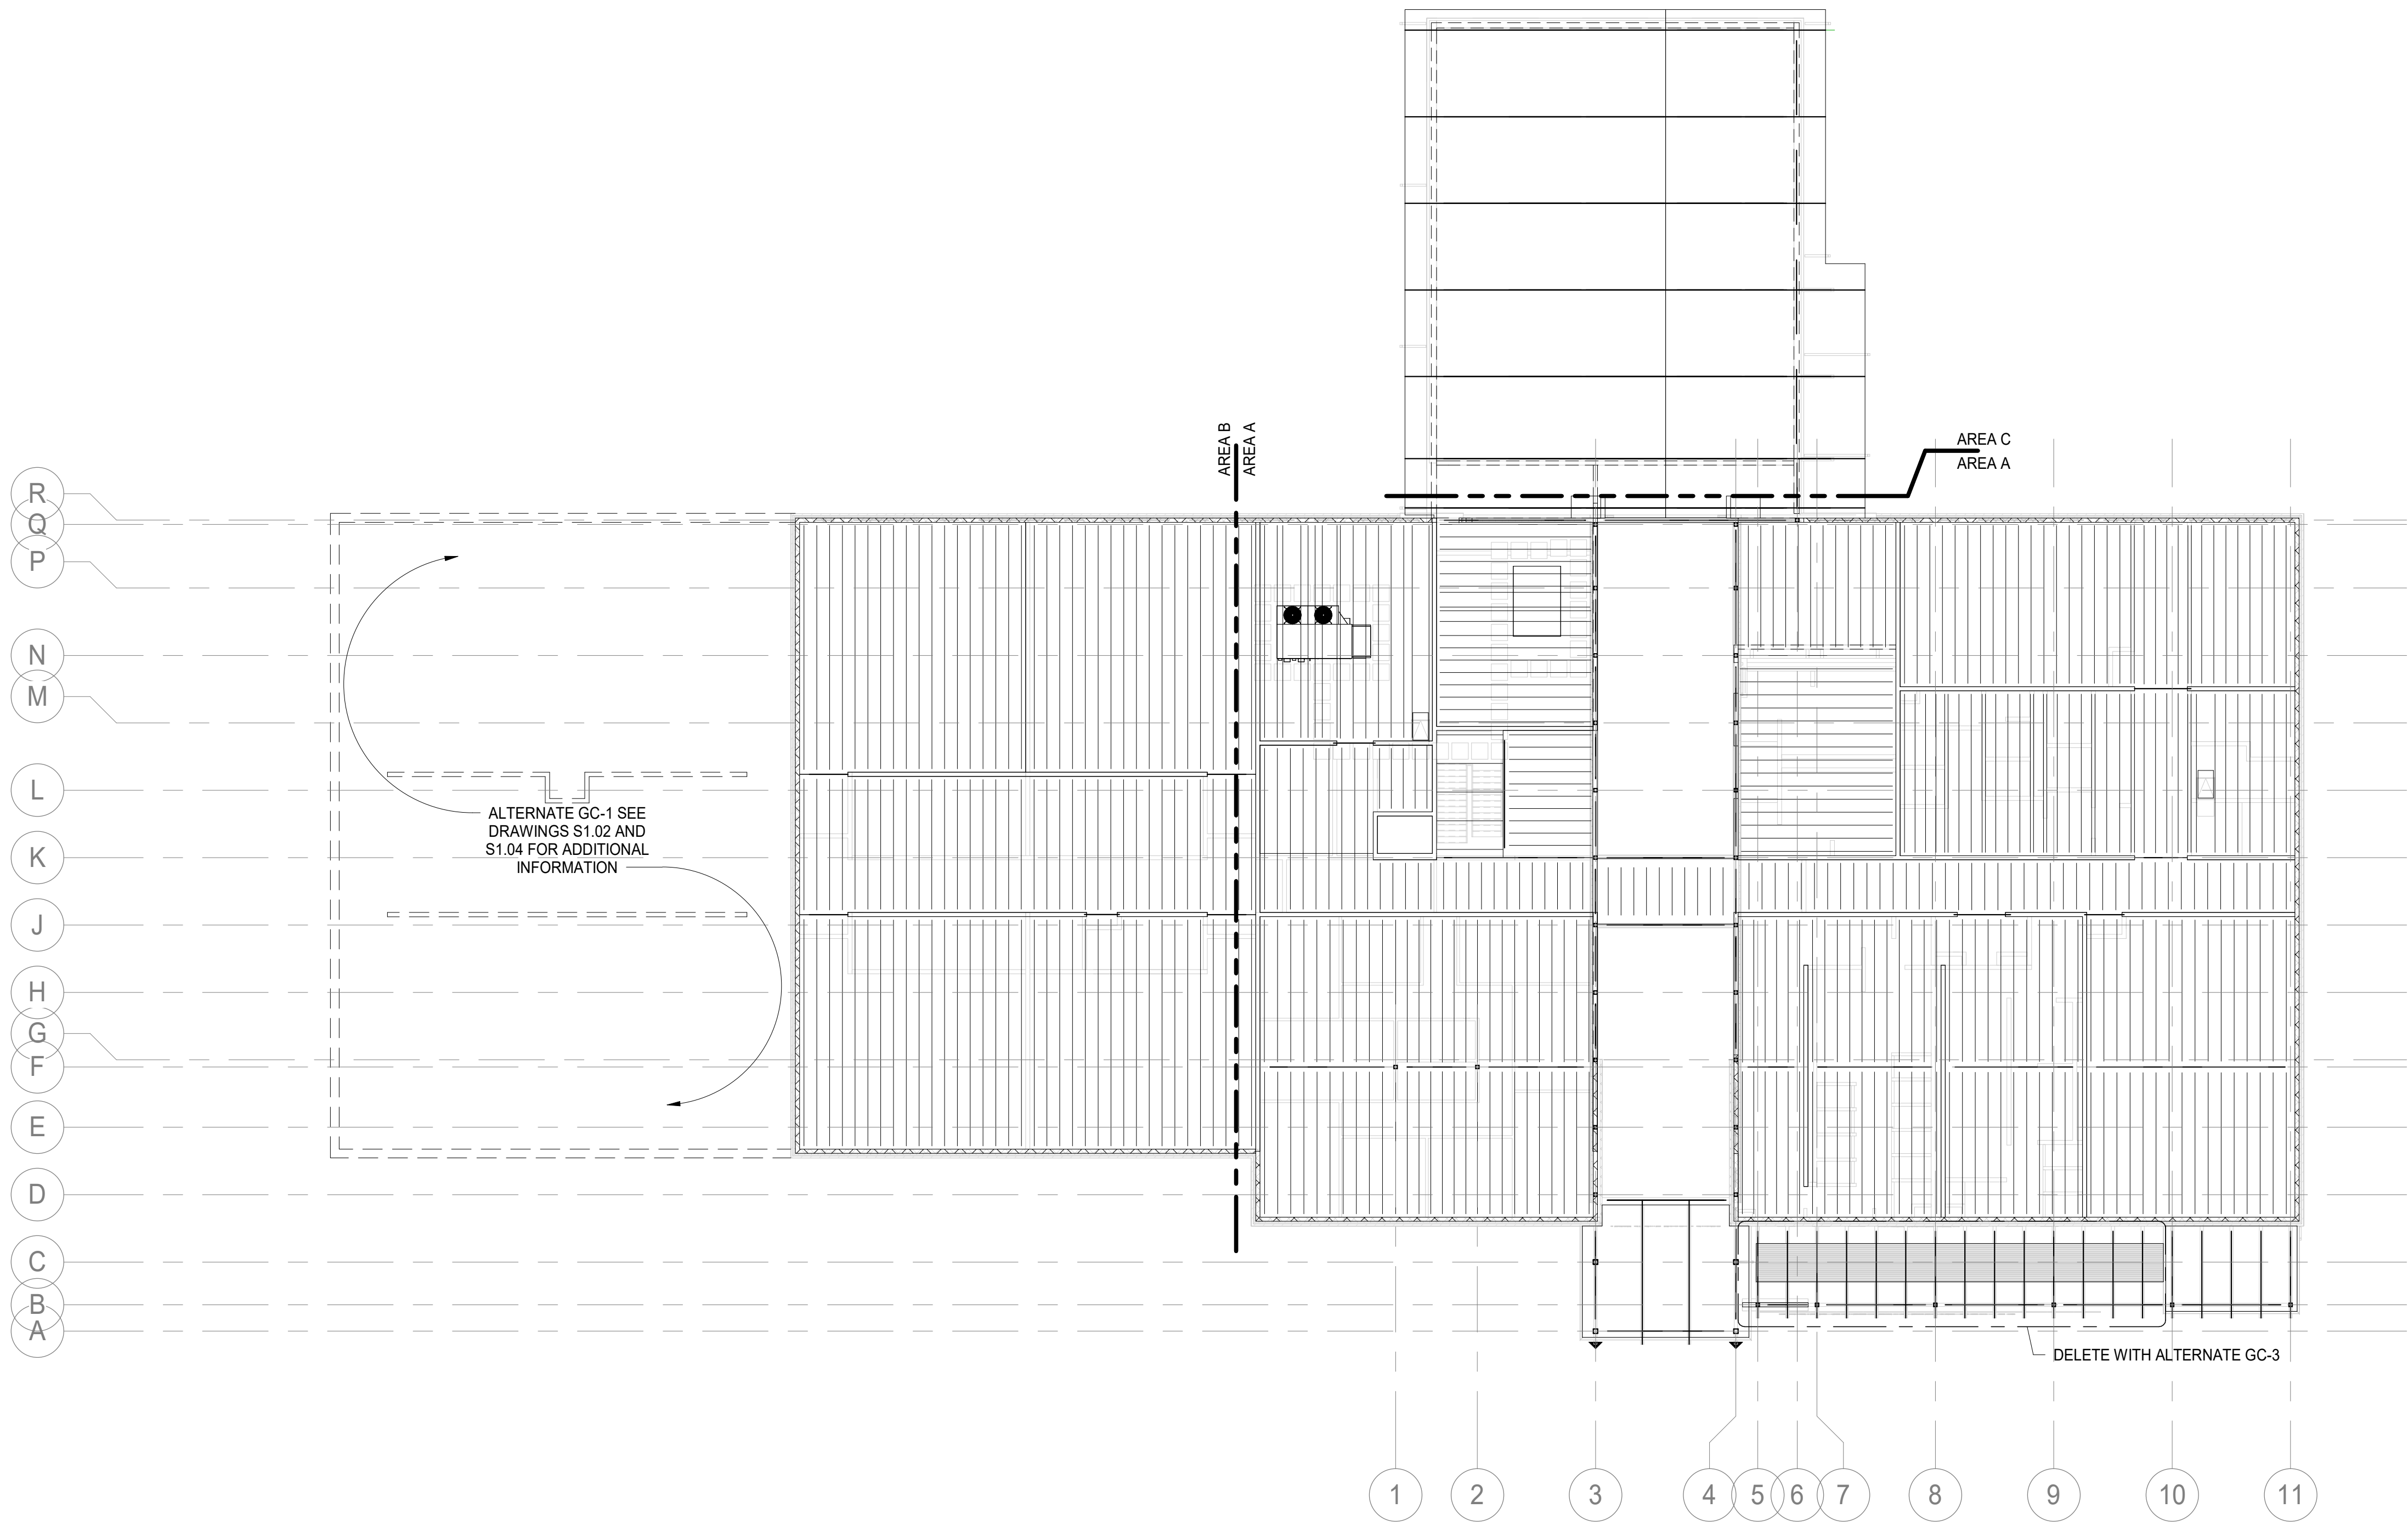 AREA B
AREA A
AREA C
AREA A
R
Q
P
N
M
L
K
J
H
G
F
E
D
C
B
A
ALTERNATE GC-1 SEE
DRAWINGS S1.02 AND
S1.04 FOR ADDITIONAL
INFORMATION
DELETE WITH ALTERNATE GC-3
1
2
3
4
5
6
7
8
9
10
11